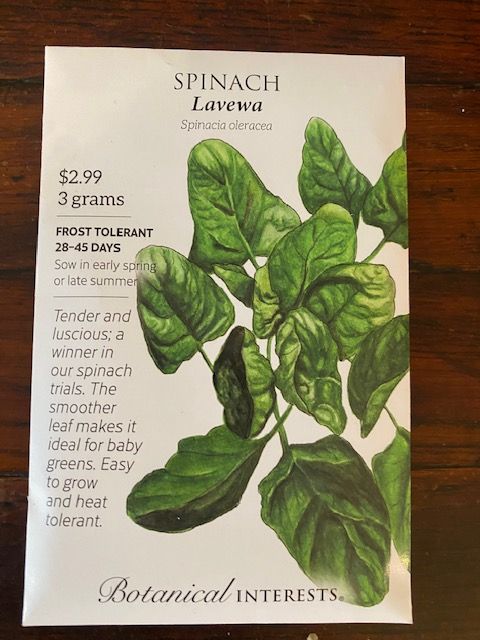 SPINACH
Lavewa
Spinacia oleracea
$2.99
3 grams
FROST TOLERANT
28–45 DAYS
Sow in early spring
or late summer
Tender and
luscious; a
winner in
our spinach
trials. The
smoother
leaf makes it
ideal for baby
greens. Easy
to grow
and heat
tolerant.
Botanical INTERESTS®